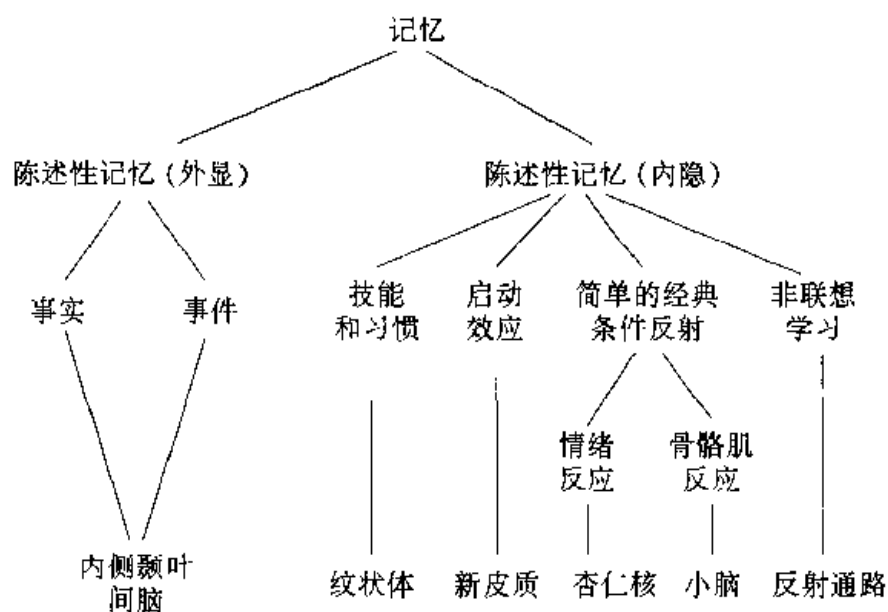 记忆
陈述性记忆(外显)
陈述性记忆(内隐)
事实
事件
技能
和习惯
启动
效应
简单的经典
条件反射
非联想
学习
情绪
反应
骨骼肌
反应
内侧颞叶
间脑
纹状体
新皮质
杏仁核
小脑
反射通路